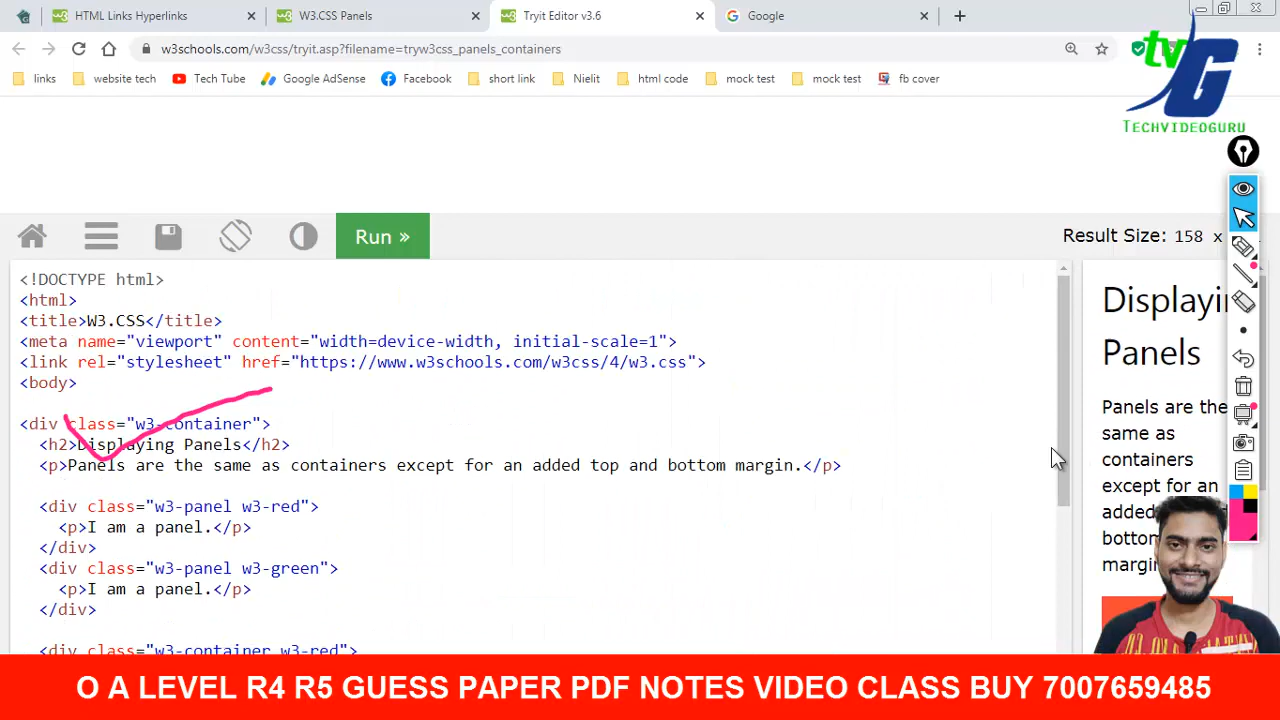 HTML Links Hyperlinks
W3.CSS Panels
Tryit Editor v3.6
Google
w3schools.com/w3css/tryit.asp?filename=tryw3css_panels_containers
links
website tech
Tech Tube
Google AdSense
Facebook
short link
Nielit
html code
mock test
mock test
fb cover
tv G
TECHVIDEOGURU
Run »
Result Size: 158 x
<!DOCTYPE html>
<html>
<title>W3.CSS</title>
<meta name="viewport" content="width=device-width, initial-scale=1">
<link rel="stylesheet" href="https://www.w3schools.com/w3css/4/w3.css">
<body>
<div class="w3-container">
<h2>Displaying Panels</h2>
<p>Panels are the same as containers except for an added top and bottom margin.</p>
<div class="w3-panel w3-red">
<p>I am a panel.</p>
</div>
<div class="w3-panel w3-green">
<p>I am a panel.</p>
</div>
<div class="w3-container w3-red">
Displaying
Panels
Panels are the
same as
containers
except for an
added
bottom
margin
O A LEVEL R4 R5 GUESS PAPER PDF NOTES VIDEO CLASS BUY 7007659485